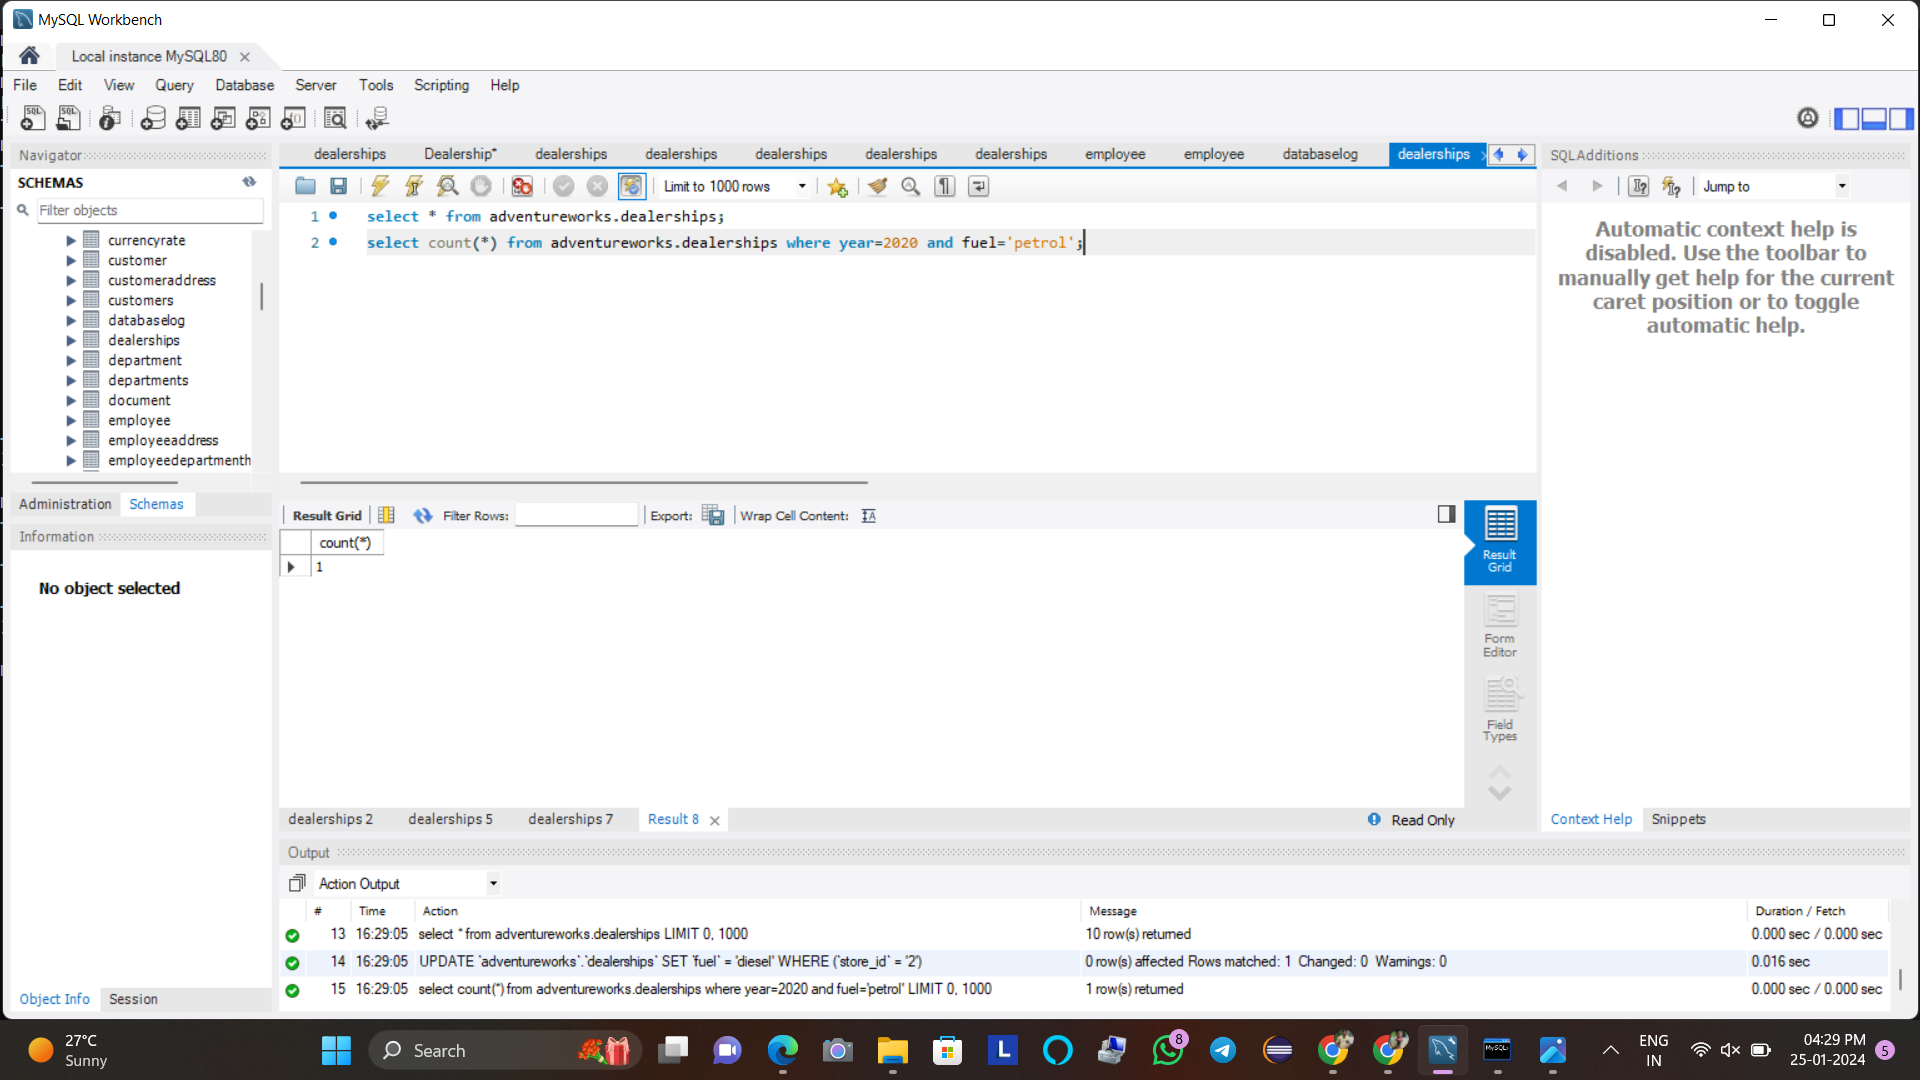 MySQL Workbench
Local instance MySQL80
File Edit View Query Database Server Tools Scripting Help
Navigator
SCHEMAS
Filter objects
currencyrate
customer
customeraddress
customers
databaselog
dealerships
department
departments
document
employee
employeeaddress
employeedepartmenth
Administration Schemas
Information
No object selected
Object Info Session
dealerships Dealership* dealerships dealerships dealerships dealerships dealerships employee employee databaselog dealerships
Limit to 1000 rows
1 select * from adventureworks.dealerships;
2 select count(*) from adventureworks.dealerships where year=2020 and fuel='petrol';
Result Grid Filter Rows: Export: Wrap Cell Content:
count(*)
1
Result Grid
Form Editor
Field Types
dealerships 2 dealerships 5 dealerships 7 Result 8 Read Only
SQLAdditions
Jump to
Automatic context help is
disabled. Use the toolbar to
manually get help for the current
caret position or to toggle
automatic help.
Context Help Snippets
Output
Action Output
# Time Action Message Duration / Fetch
13 16:29:05 select * from adventureworks.dealerships LIMIT 0, 1000 10 row(s) returned 0.000 sec / 0.000 sec
14 16:29:05 UPDATE `adventureworks`.`dealerships` SET `fuel` = 'diesel' WHERE (`store_id` = '2') 0 row(s) affected Rows matched: 1 Changed: 0 Warnings: 0 0.016 sec
15 16:29:05 select count(*) from adventureworks.dealerships where year=2020 and fuel='petrol' LIMIT 0, 1000 1 row(s) returned 0.000 sec / 0.000 sec
27°C
Sunny
Search
L
8
MySQL
ENG
IN
04:29 PM
25-01-2024
5